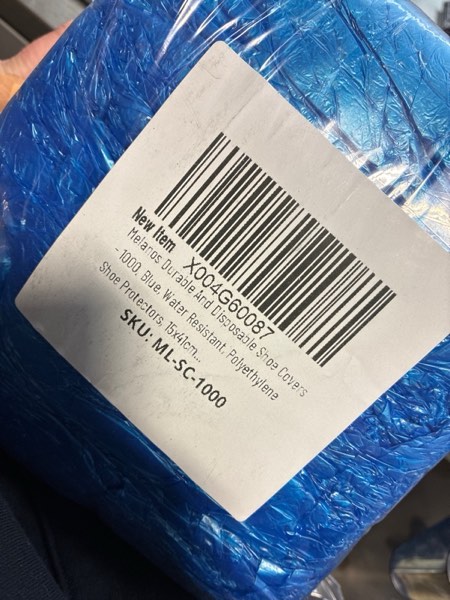 X004G60087
New Item
Melanos Durable And Disposable Shoe Covers
- 1000, Blue, Water Resistant, Polyethylene
Shoe Protectors, 15x41cm...
SKU: ML-SC-1000